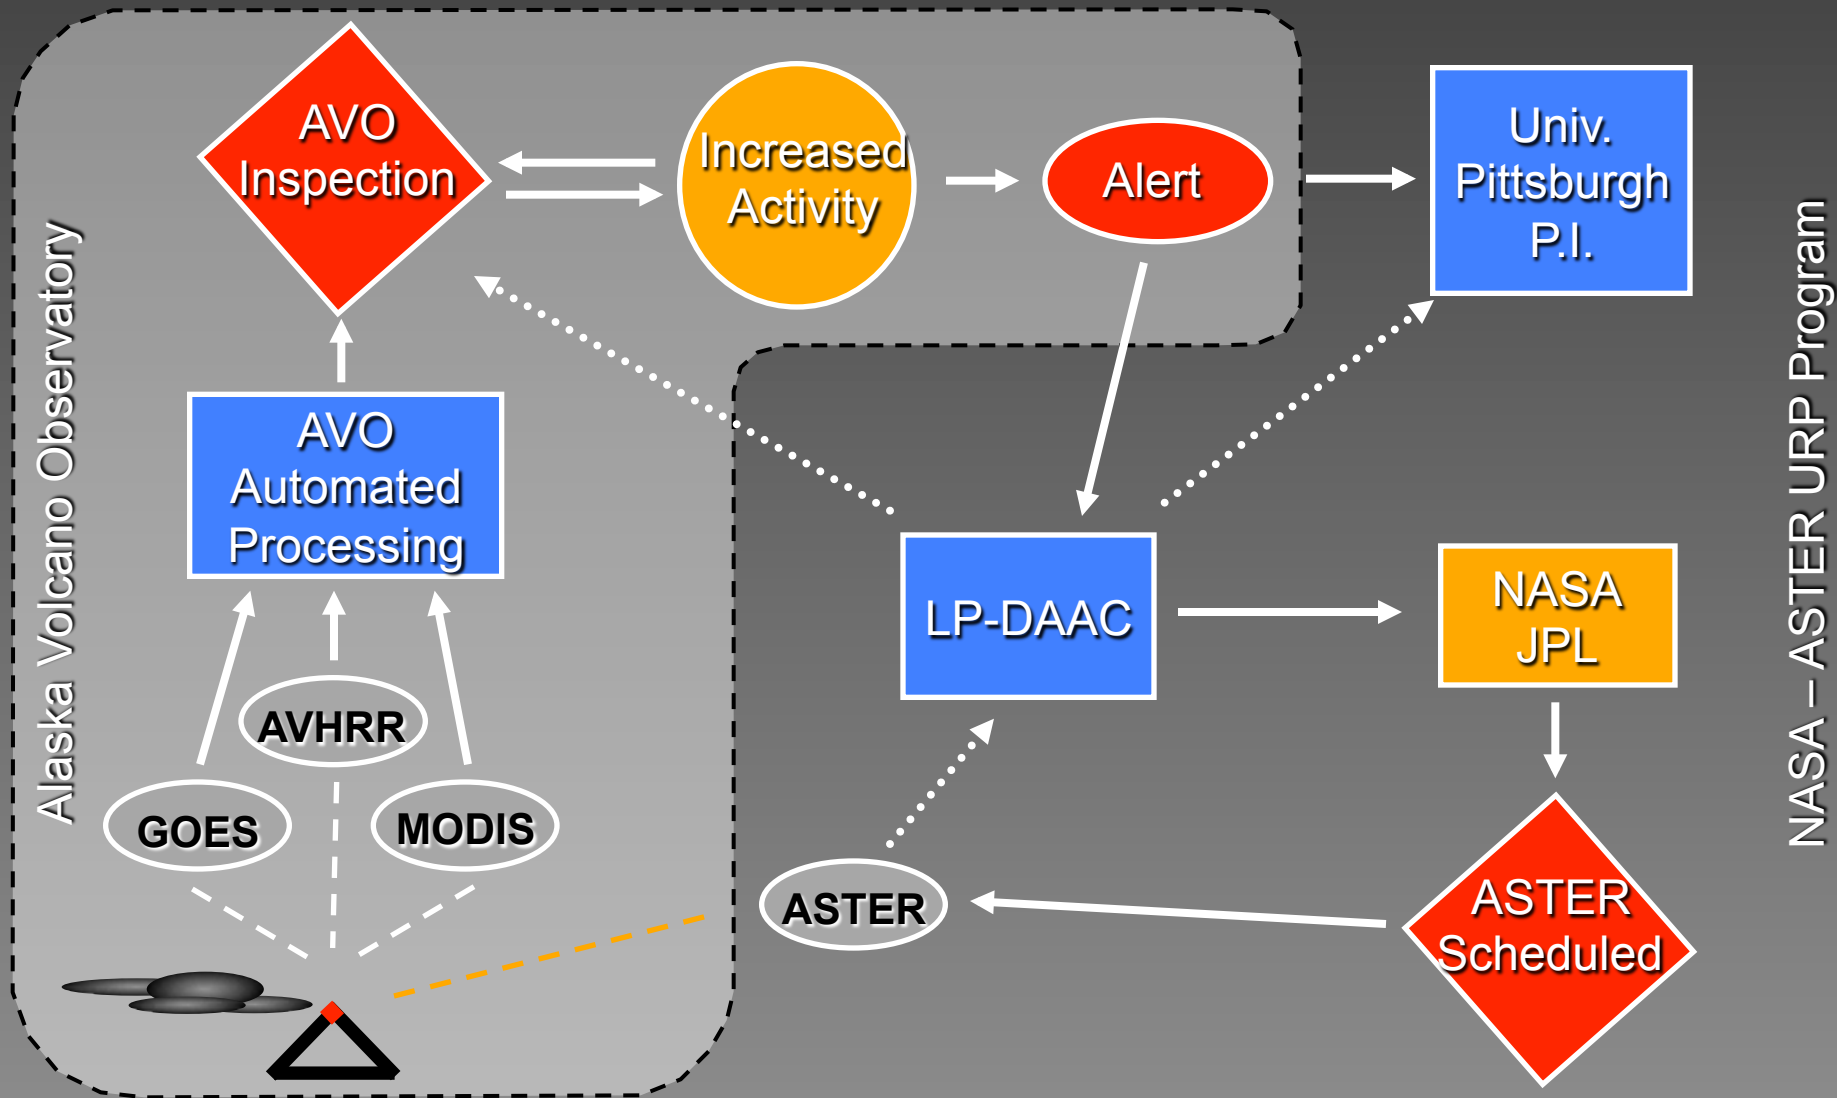 AVO
Inspection
Increased
Activity
Alert
Univ.
Pittsburgh
P.I.
Alaska Volcano Observatory
AVO
Automated
Processing
LP-DAAC
NASA
JPL
NASA – ASTER URP Program
AVHRR
GOES
MODIS
ASTER
ASTER
Scheduled